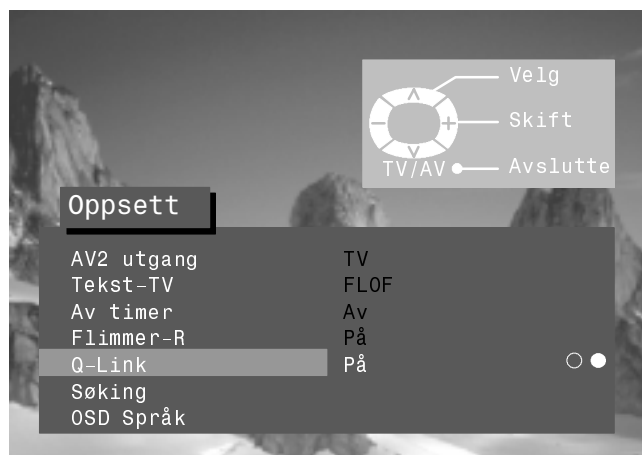 Velg
Skift
TV/AV Avslutte
Oppsett
AV2 utgang TV
Tekst-TV FLOF
Av timer Av
Flimmer-R På
Q-Link På
Søking
OSD Språk